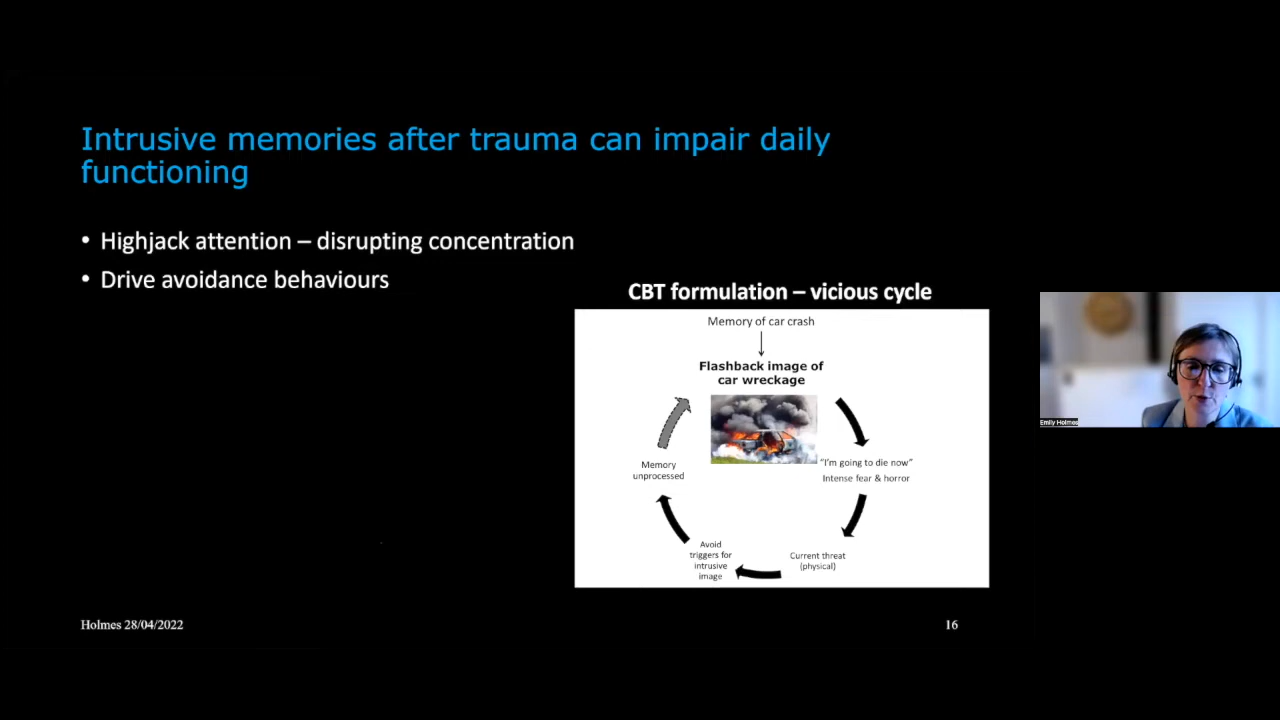 Intrusive memories after trauma can impair daily
functioning
• Highjack attention – disrupting concentration
• Drive avoidance behaviours
CBT formulation – vicious cycle
Memory of car crash
Flashback image of
car wreckage
“I’m going to die now”
Intense fear & horror
Current threat
(physical)
Avoid
triggers for
intrusive
image
Memory
unprocessed
Emily Holmes
Holmes 28/04/2022
16